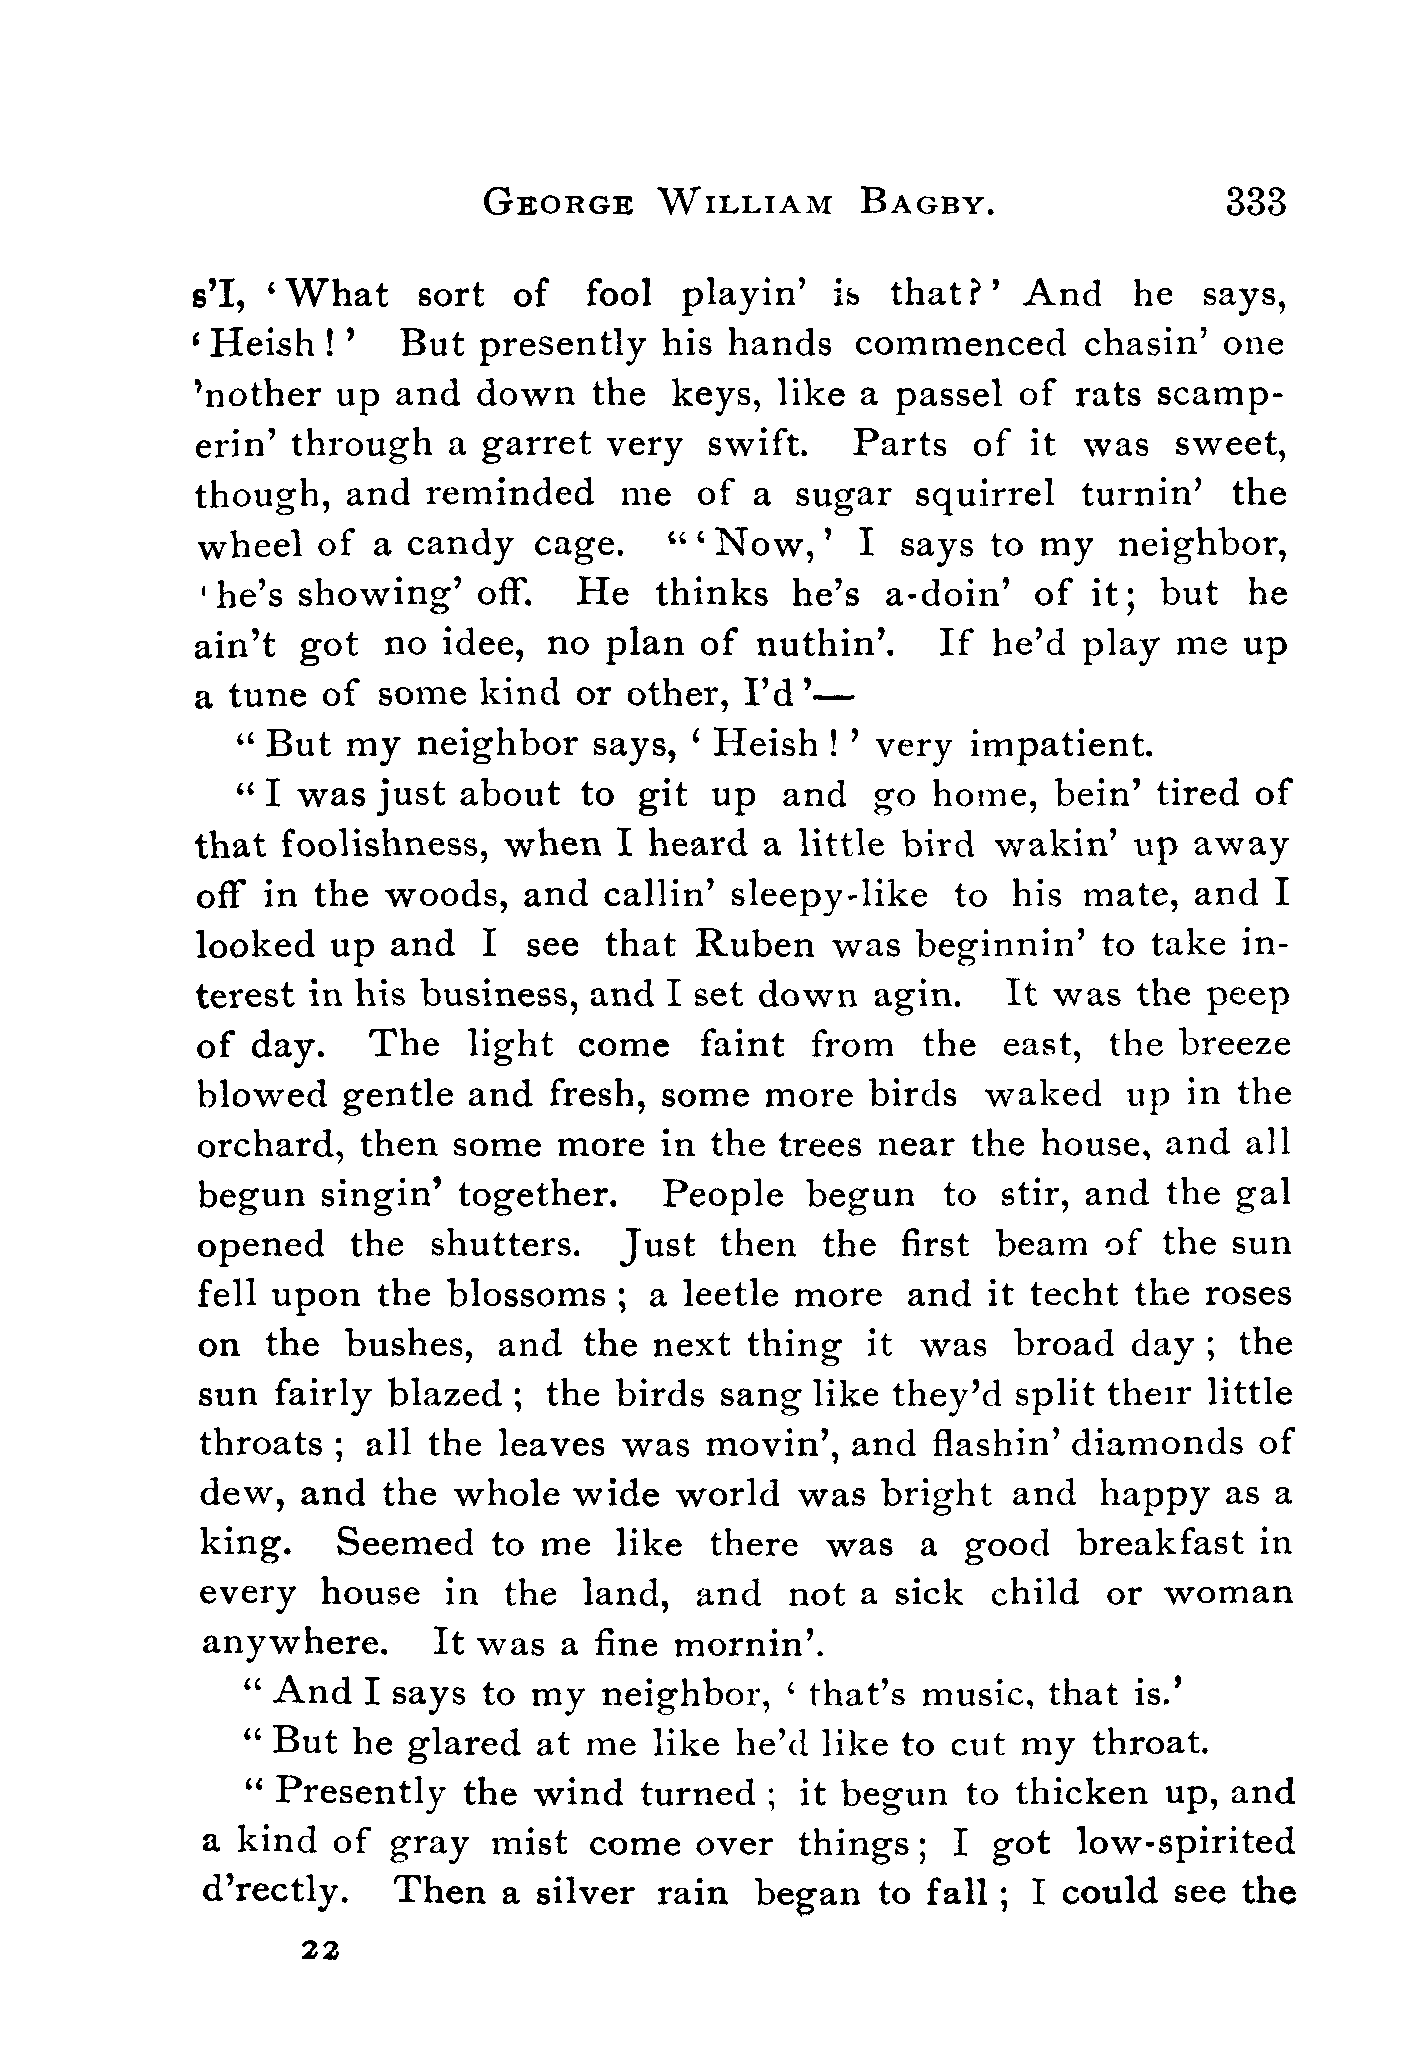 GEORGE WILLIAM BAGBY. 333
s'I, 'What sort of fool playin' is that?' And he says,
'Heish!' But presently his hands commenced chasin' one
'nother up and down the keys, like a passel of rats scamp-
erin' through a garret very swift. Parts of it was sweet,
though, and reminded me of a sugar squirrel turnin' the
wheel of a candy cage. "'Now,' I says to my neighbor,
'he's showing' off. He thinks he's a-doin' of it; but he
ain't got no idee, no plan of nuthin'. If he'd play me up
a tune of some kind or other, I'd'—
"But my neighbor says, 'Heish!' very impatient.
"I was just about to git up and go home, bein' tired of
that foolishness, when I heard a little bird wakin' up away
off in the woods, and callin' sleepy-like to his mate, and I
looked up and I see that Ruben was beginnin' to take in-
terest in his business, and I set down agin. It was the peep
of day. The light come faint from the east, the breeze
blowed gentle and fresh, some more birds waked up in the
orchard, then some more in the trees near the house, and all
begun singin' together. People begun to stir, and the gal
opened the shutters. Just then the first beam of the sun
fell upon the blossoms; a leetle more and it techt the roses
on the bushes, and the next thing it was broad day; the
sun fairly blazed; the birds sang like they'd split their little
throats; all the leaves was movin', and flashin' diamonds of
dew, and the whole wide world was bright and happy as a
king. Seemed to me like there was a good breakfast in
every house in the land, and not a sick child or woman
anywhere. It was a fine mornin'.
"And I says to my neighbor, 'that's music, that is.'
"But he glared at me like he'd like to cut my throat.
"Presently the wind turned; it begun to thicken up, and
a kind of gray mist come over things; I got low-spirited
d'rectly. Then a silver rain began to fall; I could see the
22